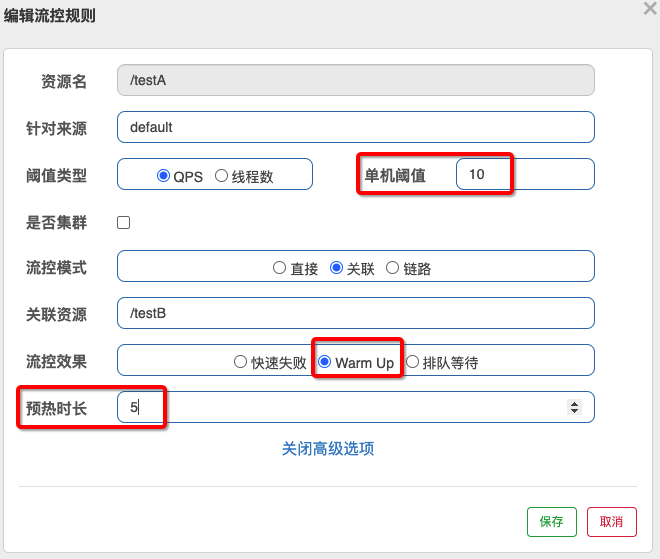 编辑流控规则
资源名 /testA
针对来源 default
阈值类型 QPS 线程数 单机阈值 10
是否集群
流控模式 直接 关联 链路
关联资源 /testB
流控效果 快速失败 Warm Up 排队等待
预热时长 5
关闭高级选项
保存 取消